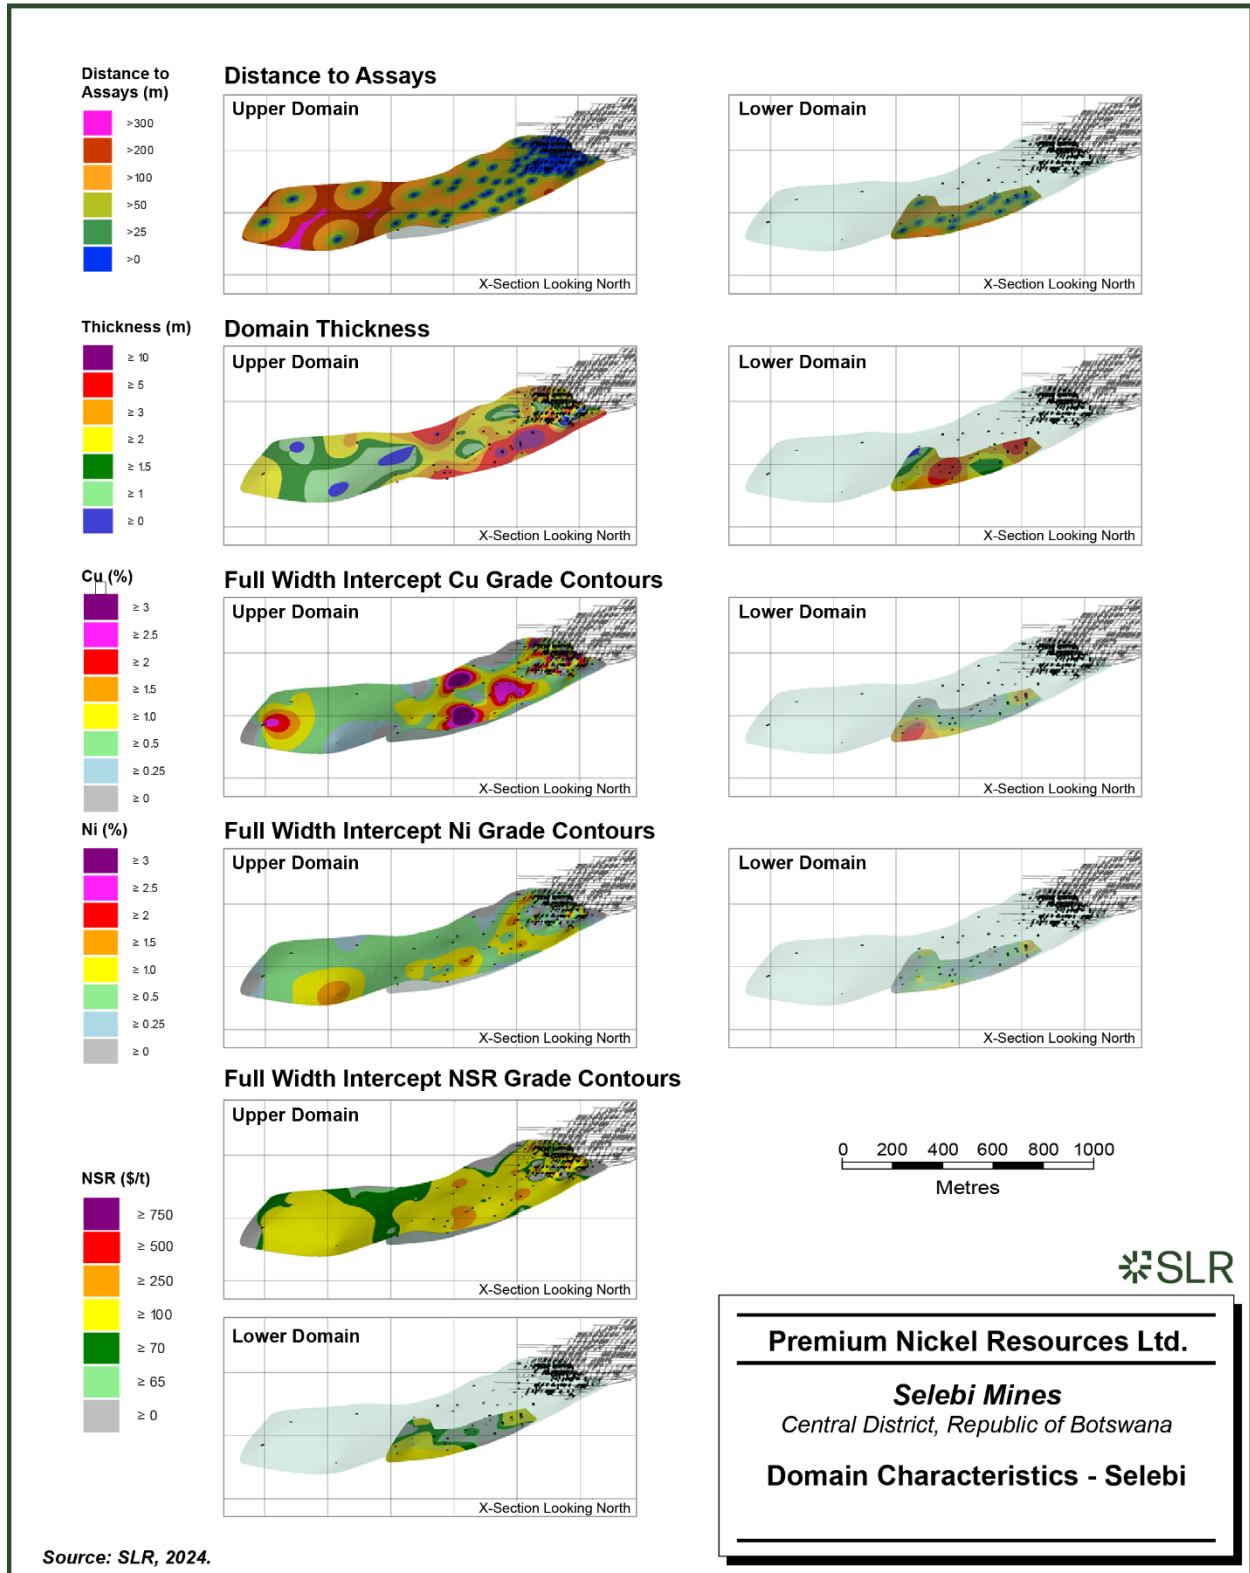 Distance to
Assays (m)
>300
>200
>100
>50
>25
>0
Distance to Assays
Upper Domain
X-Section Looking North
Lower Domain
X-Section Looking North
Thickness (m)
≥ 10
≥ 5
≥ 3
≥ 2
≥ 1.5
≥ 1
≥ 0
Domain Thickness
Upper Domain
X-Section Looking North
Lower Domain
X-Section Looking North
Cu (%)
≥ 3
≥ 2.5
≥ 2
≥ 1.5
≥ 1.0
≥ 0.5
≥ 0.25
≥ 0
Full Width Intercept Cu Grade Contours
Upper Domain
X-Section Looking North
Lower Domain
X-Section Looking North
Ni (%)
≥ 3
≥ 2.5
≥ 2
≥ 1.5
≥ 1.0
≥ 0.5
≥ 0.25
≥ 0
Full Width Intercept Ni Grade Contours
Upper Domain
X-Section Looking North
Lower Domain
X-Section Looking North
Full Width Intercept NSR Grade Contours
NSR ($/t)
≥ 750
≥ 500
≥ 250
≥ 100
≥ 70
≥ 65
≥ 0
Upper Domain
X-Section Looking North
Lower Domain
X-Section Looking North
0 200 400 600 800 1000
Metres
SLR
Premium Nickel Resources Ltd.
Selebi Mines
Central District, Republic of Botswana
Domain Characteristics - Selebi
Source: SLR, 2024.